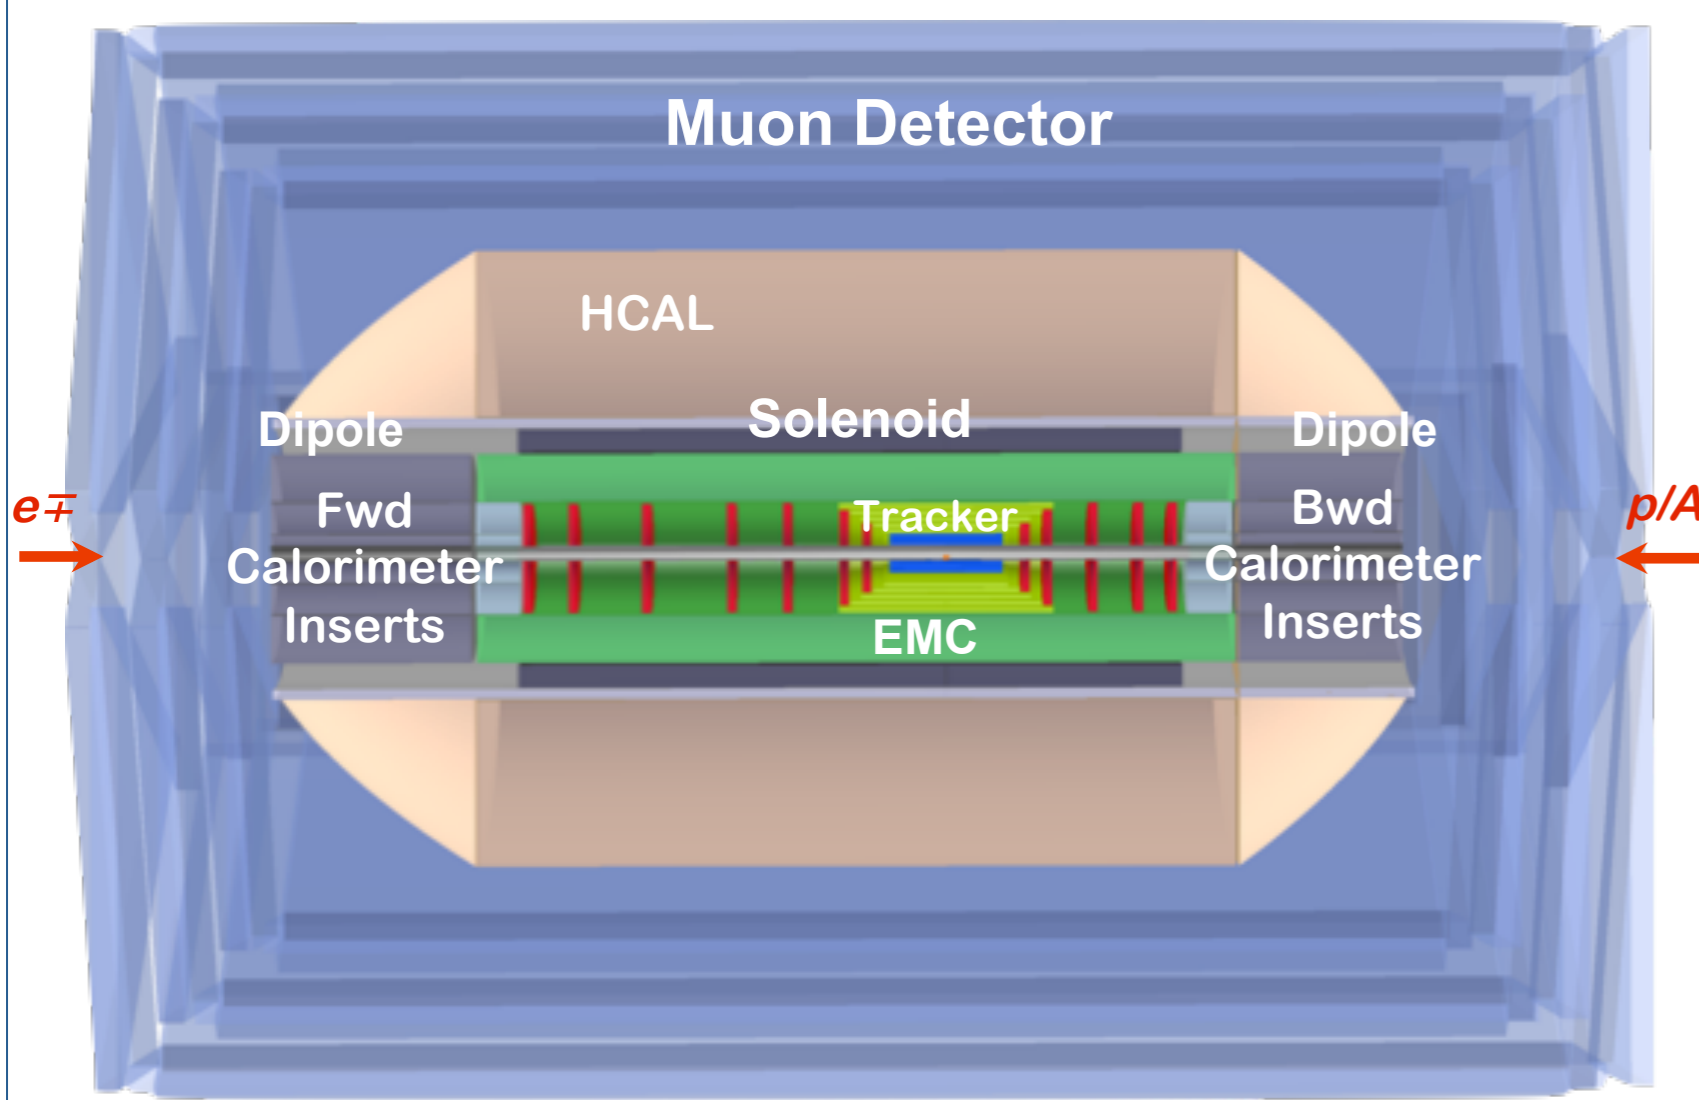 Muon Detector
HCAL
Solenoid
Dipole
Dipole
e∓
Fwd
Calorimeter
Inserts
Tracker
EMC
Bwd
Calorimeter
Inserts
p/A